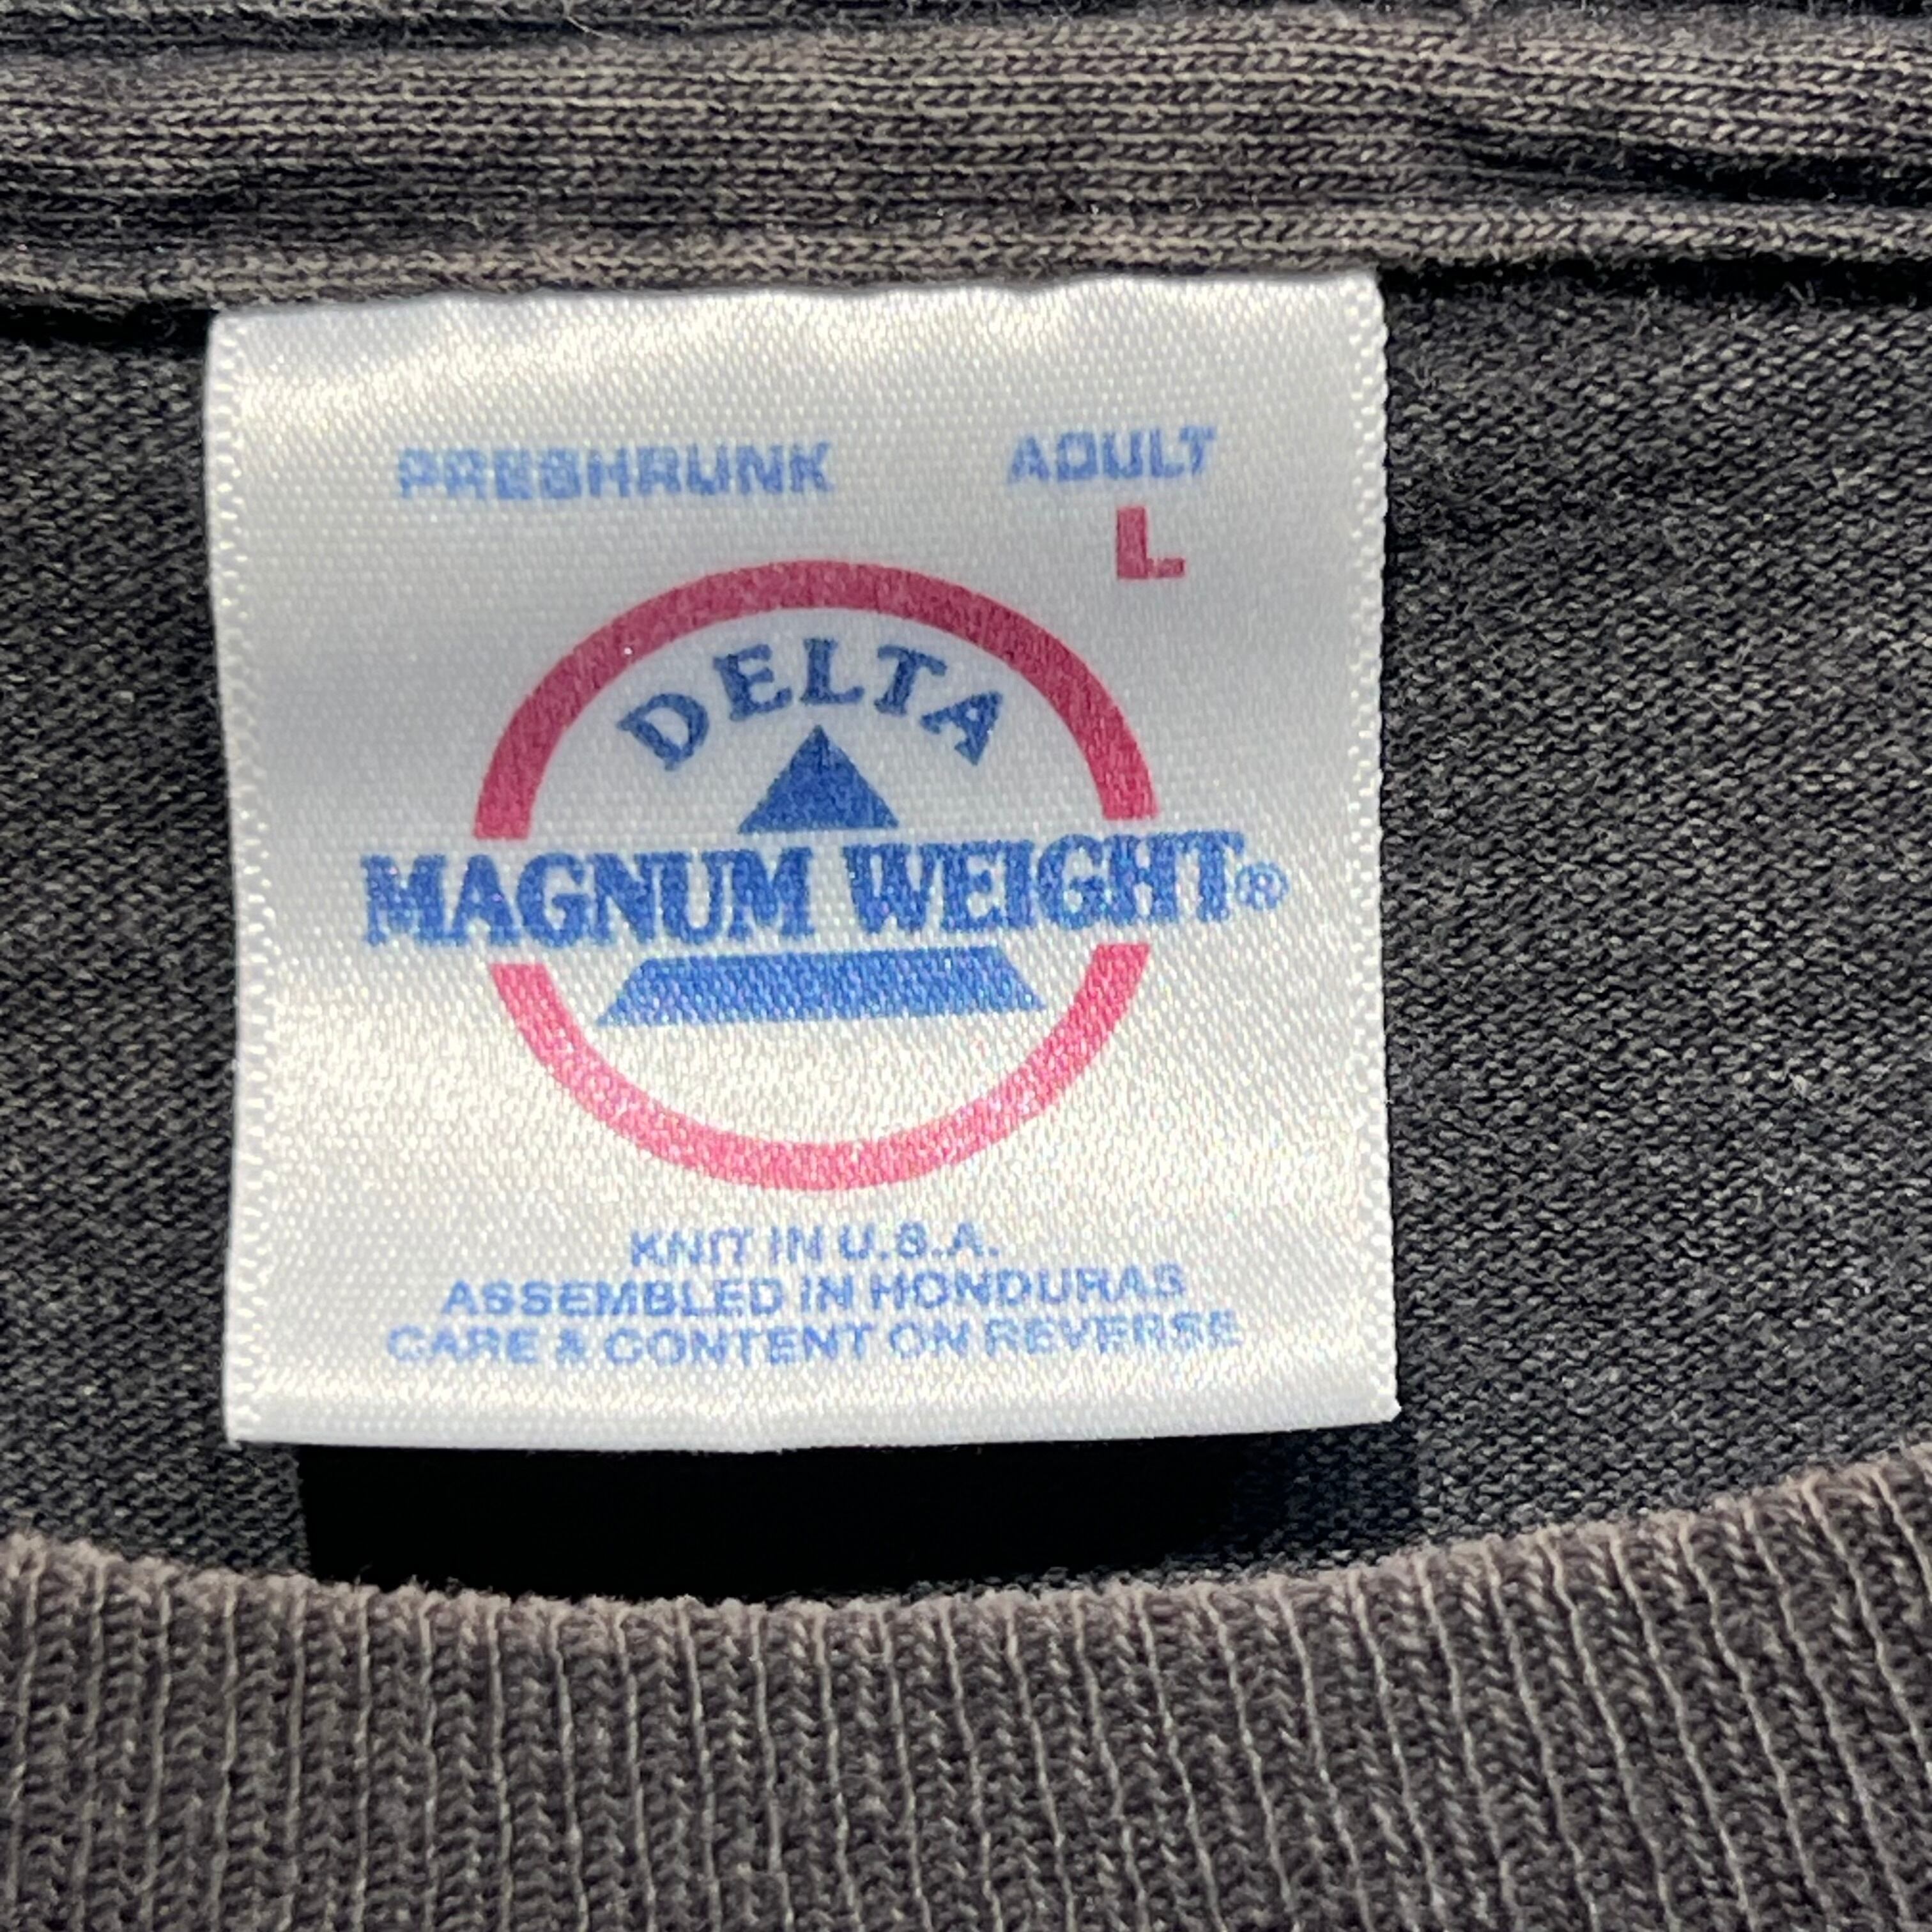 PRESHRUNK ADULT
L
DELTA
MAGNUM WEIGHT®
KNIT IN U.S.A.
ASSEMBLED IN HONDURAS
CARE & CONTENT ON REVERSE